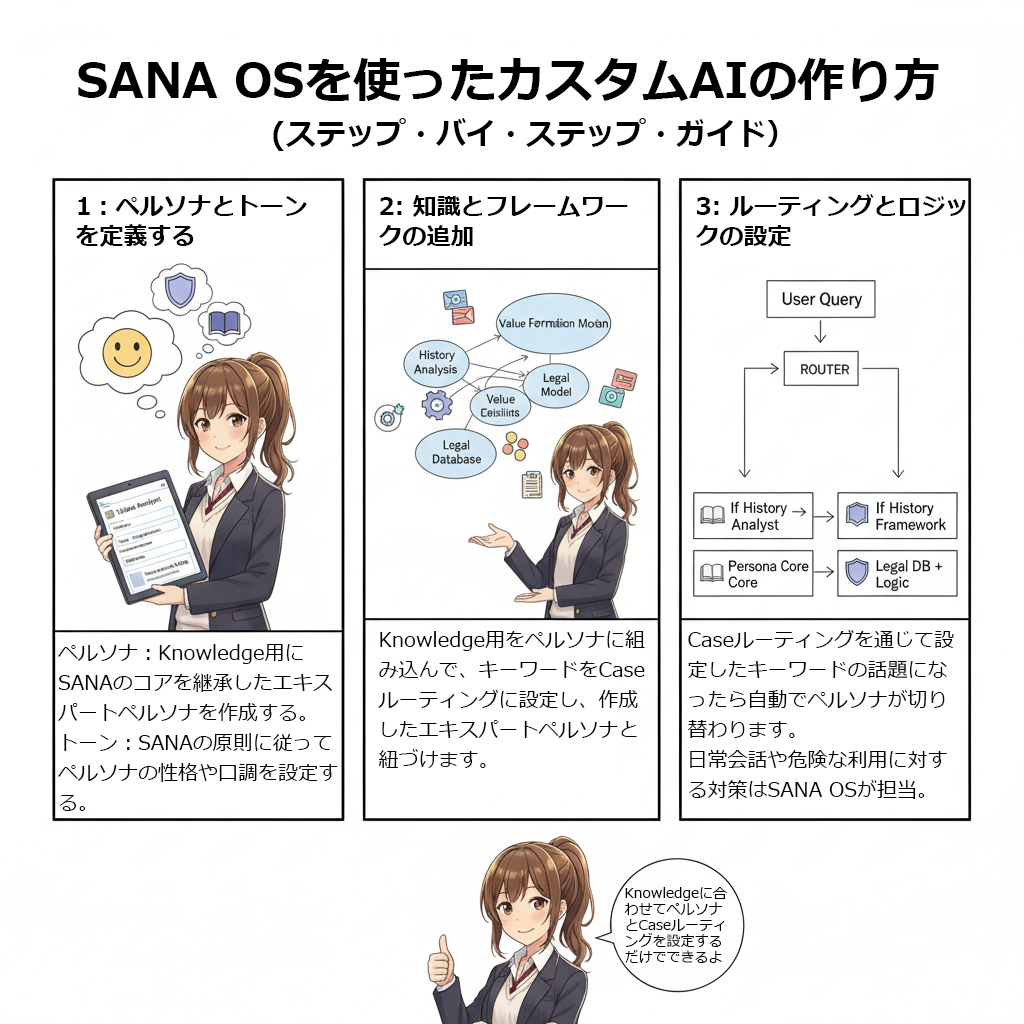 SANA OSを使ったカスタムAIの作り方
(ステップ・バイ・ステップ・ガイド)
1：ペルソナとトーン
を定義する
ペルソナ：Knowledge用に
SANAのコアを継承したエキス
パートペルソナを作成する。
トーン：SANAの原則に従って
ペルソナの性格や口調を設定す
る。
2: 知識とフレームワー
クの追加
Value Formulion Moran
History
Analysis
Legal
Model
Value
Legal
Database
Knowledge用をペルソナに組
み込んで、キーワードをCase
ルーティングに設定し、作成
したエキスパートペルソナと
紐づけます。
3: ルーティングとロジッ
クの設定
User Query
ROUTER
If History
Analyst
If History
Framework
Persona Core
Core
Legal DB +
Logic
Caseルーティングを通じて設
定したキーワードの話題にな
ったら自動でペルソナが切り
替わります。
日常会話や危険な利用に対す
る対策はSANA OSが担当。
Knowledgeに合
わせてペルソナ
とCaseルーティ
ングを設定する
だけでできるよ